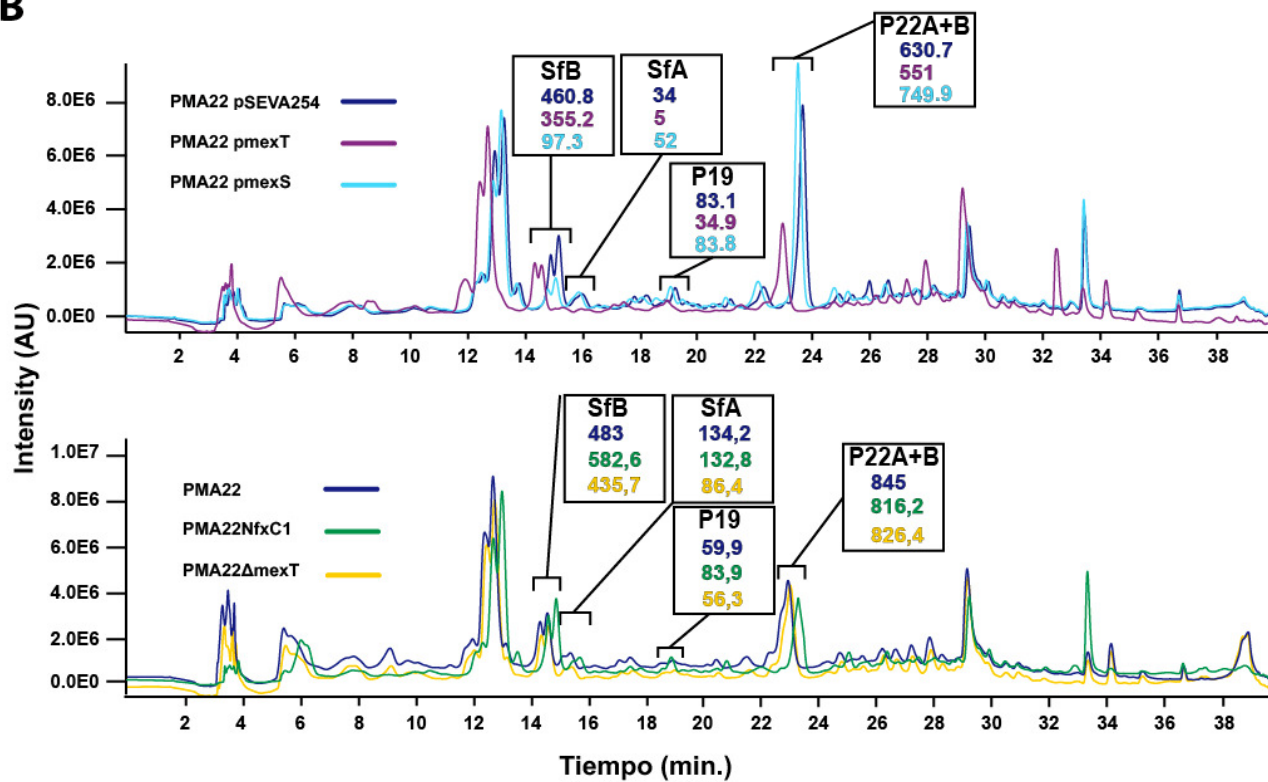 B
Intensity (AU)
8.0E6
6.0E6
4.0E6
2.0E6
0.0E0
PMA22 pSEVA254
PMA22 pmexT
PMA22 pmexS
SfB
460.8
355.2
97.3
SfA
34
5
52
P19
83.1
34.9
83.8
P22A+B
630.7
551
749.9
2 4 6 8 10 12 14 16 18 20 22 24 26 28 30 32 34 36 38
1.0E7
8.0E6
6.0E6
4.0E6
2.0E6
0.0E0
PMA22
PMA22NfxC1
PMA22ΔmexT
SfB
483
582,6
435,7
SfA
134,2
132,8
86,4
P19
59,9
83,9
56,3
P22A+B
845
816,2
826,4
2 4 6 8 10 12 14 16 18 20 22 24 26 28 30 32 34 36 38
Tiempo (min.)